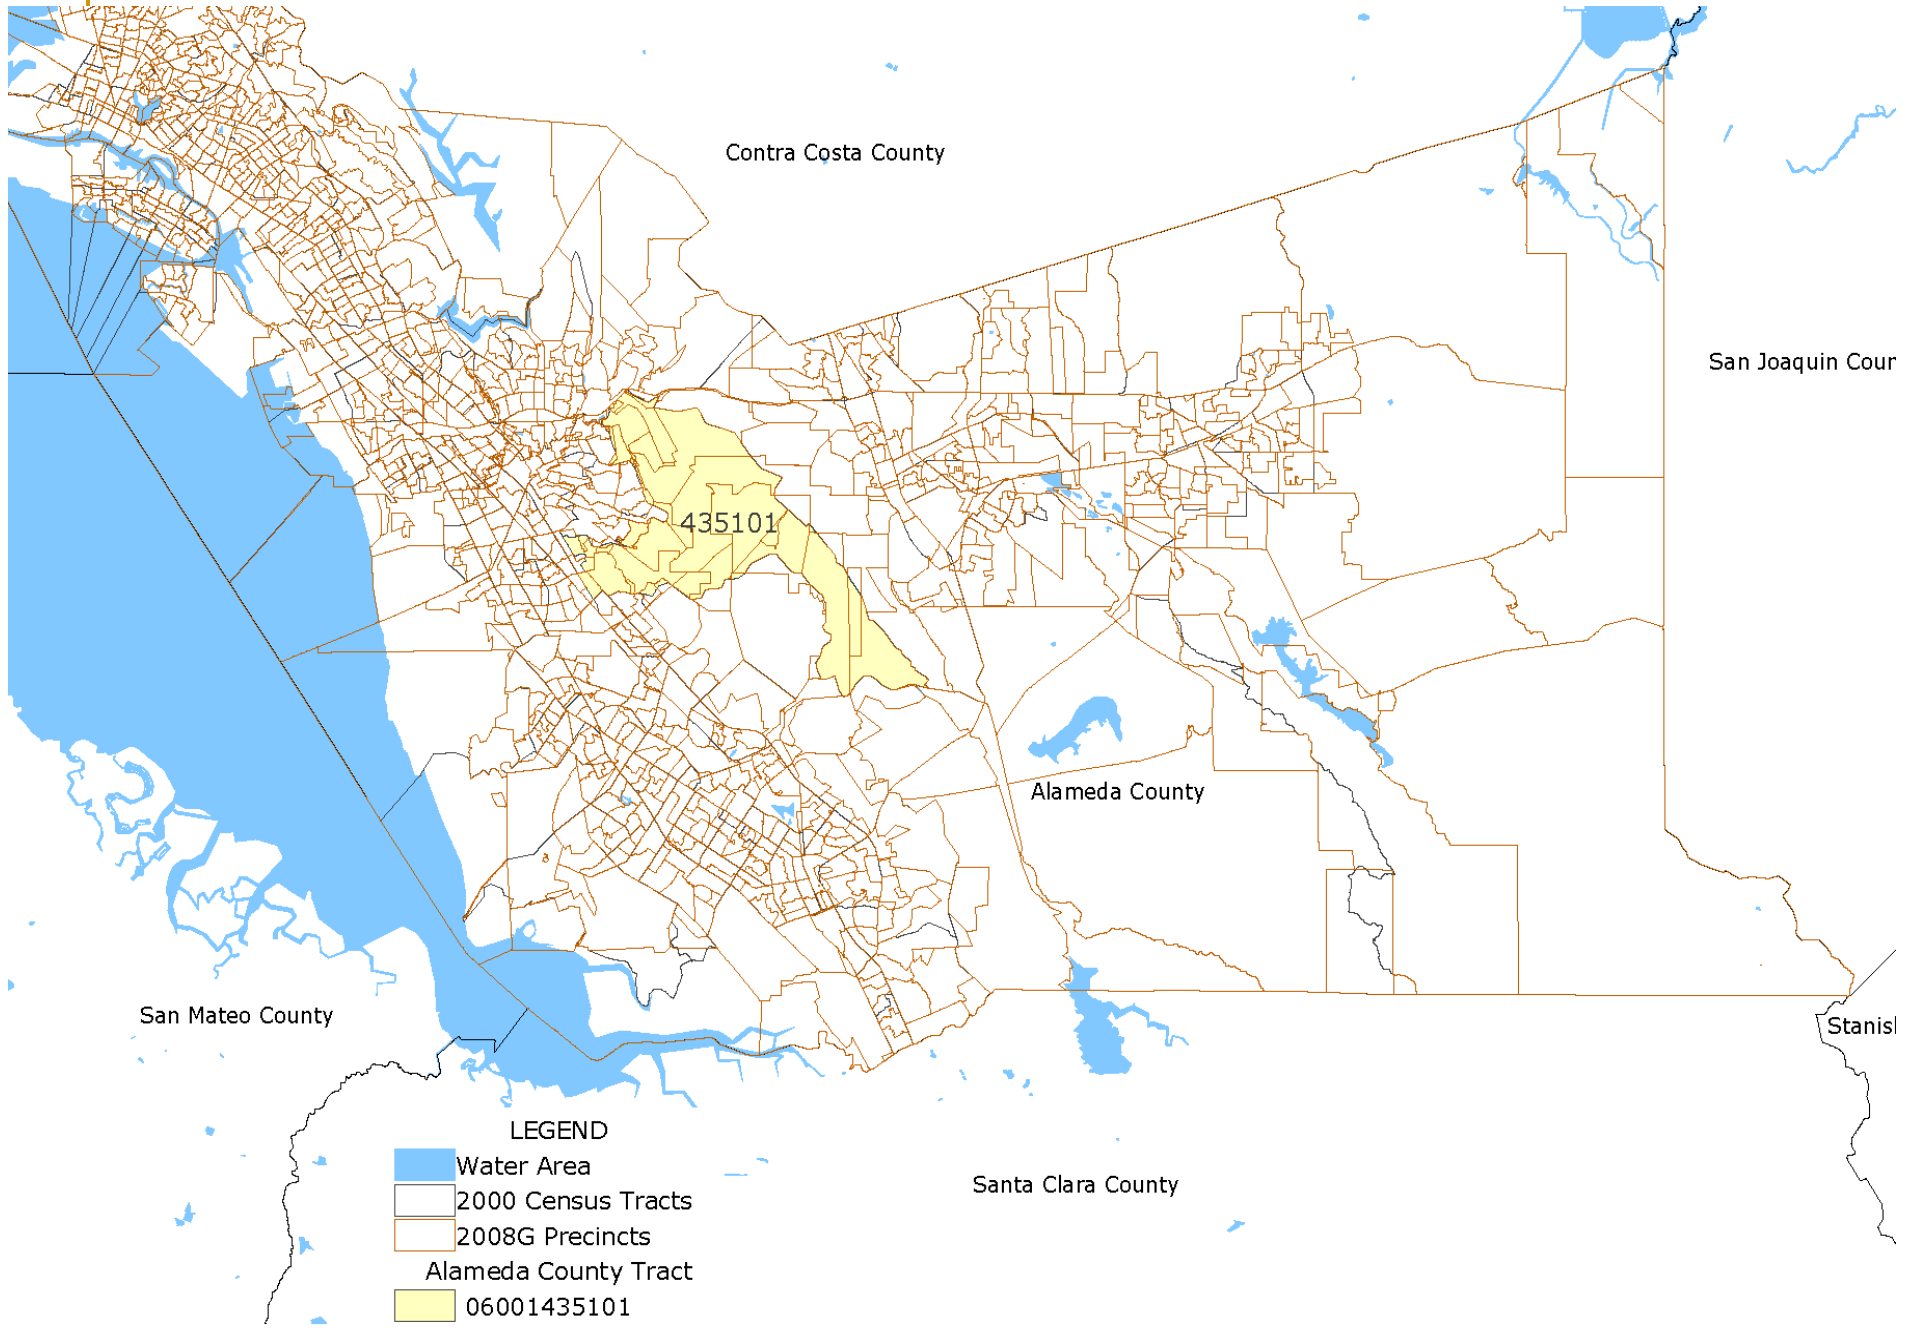 Contra Costa County
San Joaquin Cour
435101
Alameda County
San Mateo County
Stanisl
LEGEND
Water Area
2000 Census Tracts
Santa Clara County
2008G Precincts
Alameda County Tract
06001435101